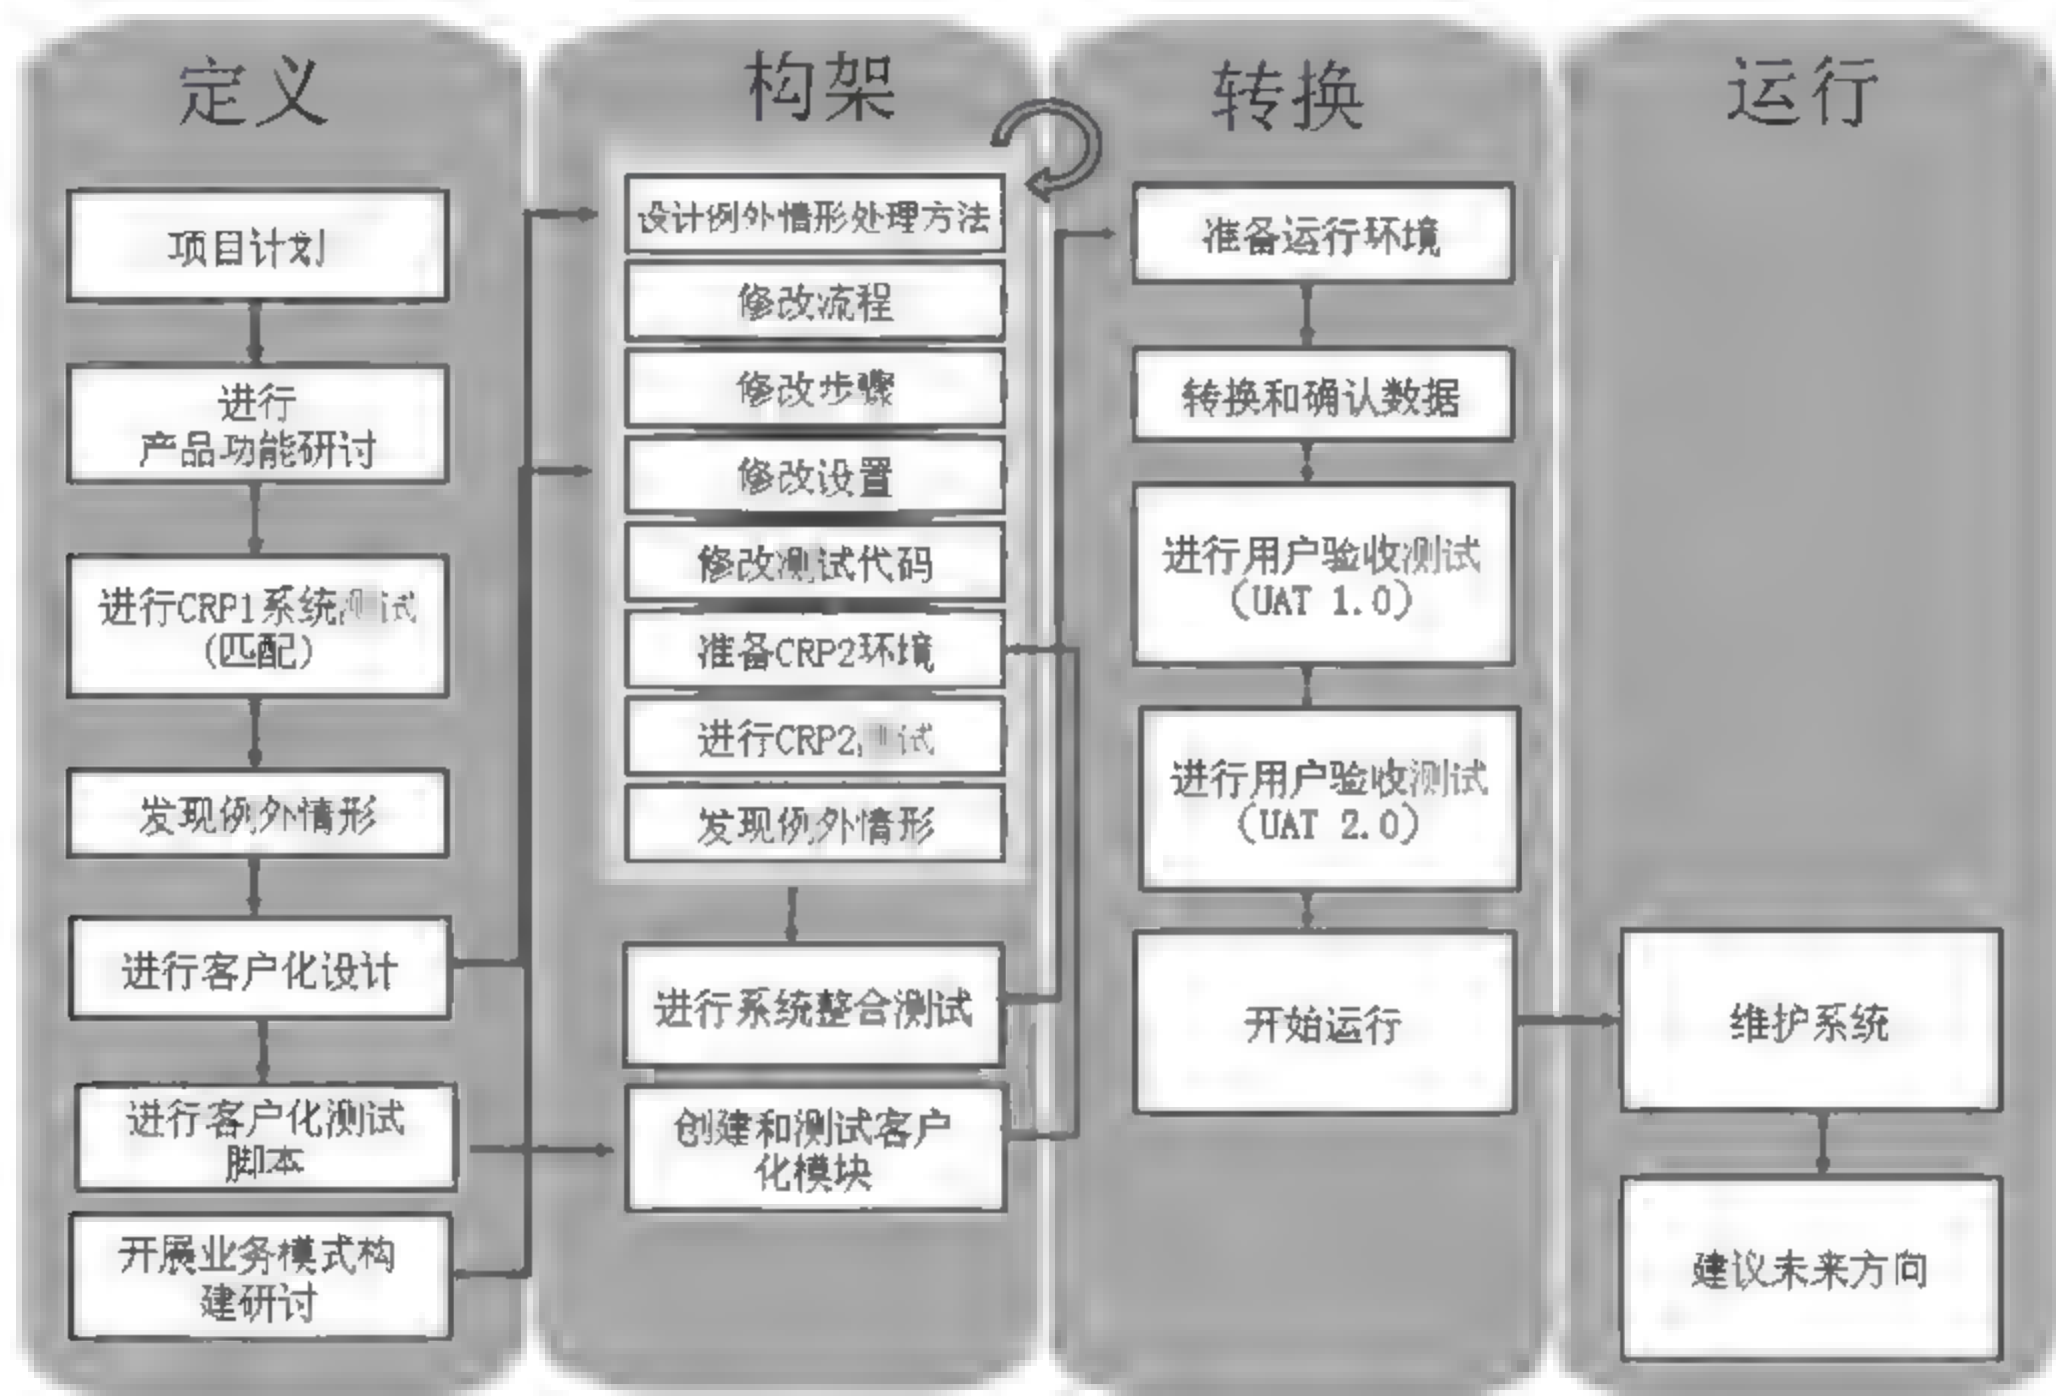 定义
项目计划
进行
产品功能研讨
进行CRP1系统测试
(匹配)
发现例外情形
进行客户化设计
进行客户化测试
脚本
开展业务模式构
建研讨
构架
设计例外情形处理方法
修改流程
修改步骤
修改设置
修改测试代码
准备CRP2环境
进行CRP2测试
发现例外情形
进行系统整合测试
创建和测试客户
化模块
转换
准备运行环境
转换和确认数据
进行用户验收测试
(UAT 1.0)
进行用户验收测试
(UAT 2.0)
开始运行
运行
维护系统
建议未来方向